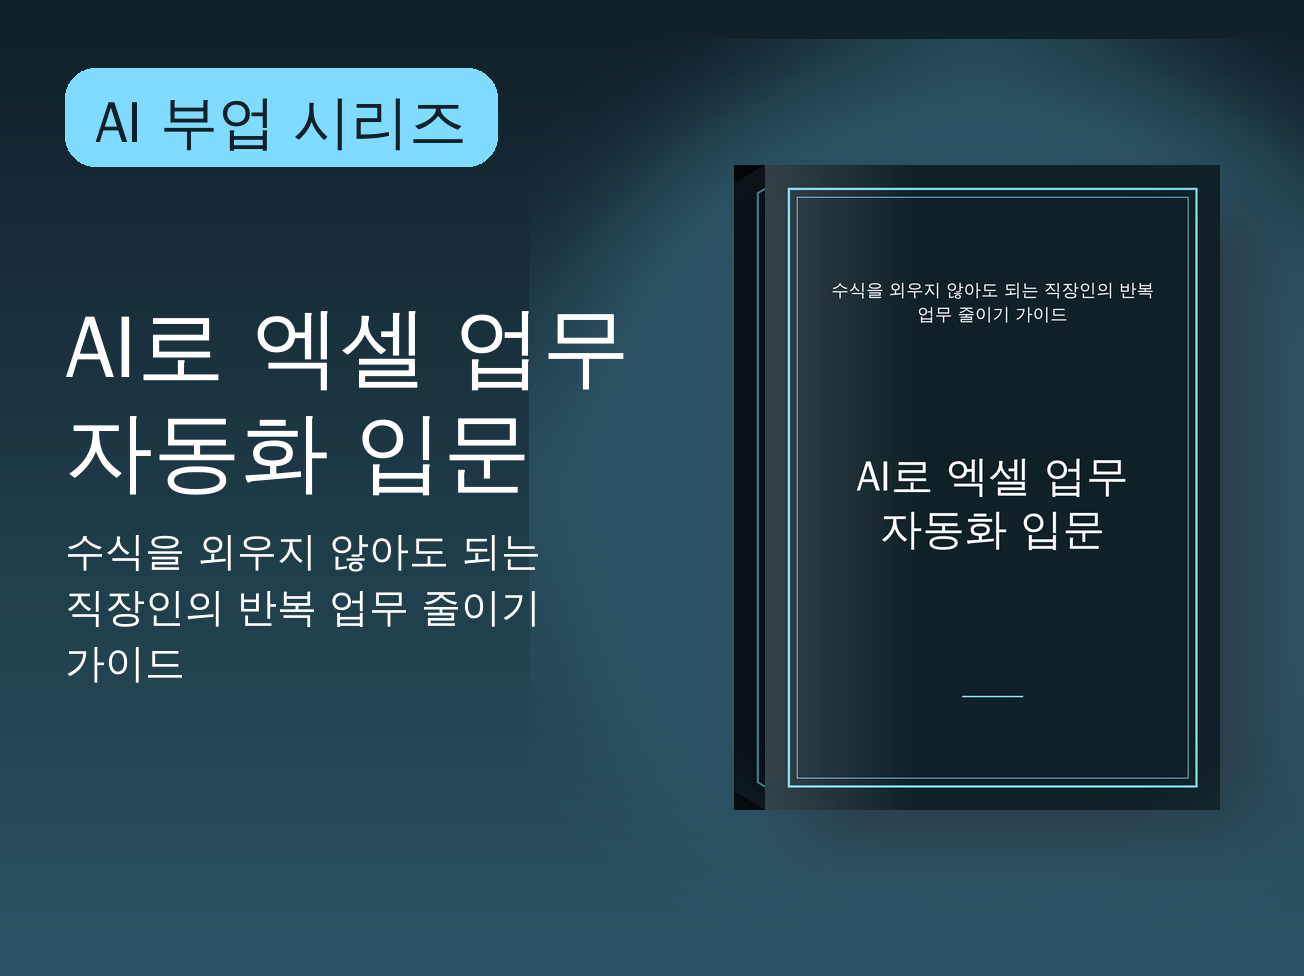 AI 부업 시리즈
AI로 엑셀 업무
자동화 입문
수식을 외우지 않아도 되는
직장인의 반복 업무 줄이기
가이드
수식을 외우지 않아도 되는 직장인의 반복
업무 줄이기 가이드
AI로 엑셀 업무
자동화 입문